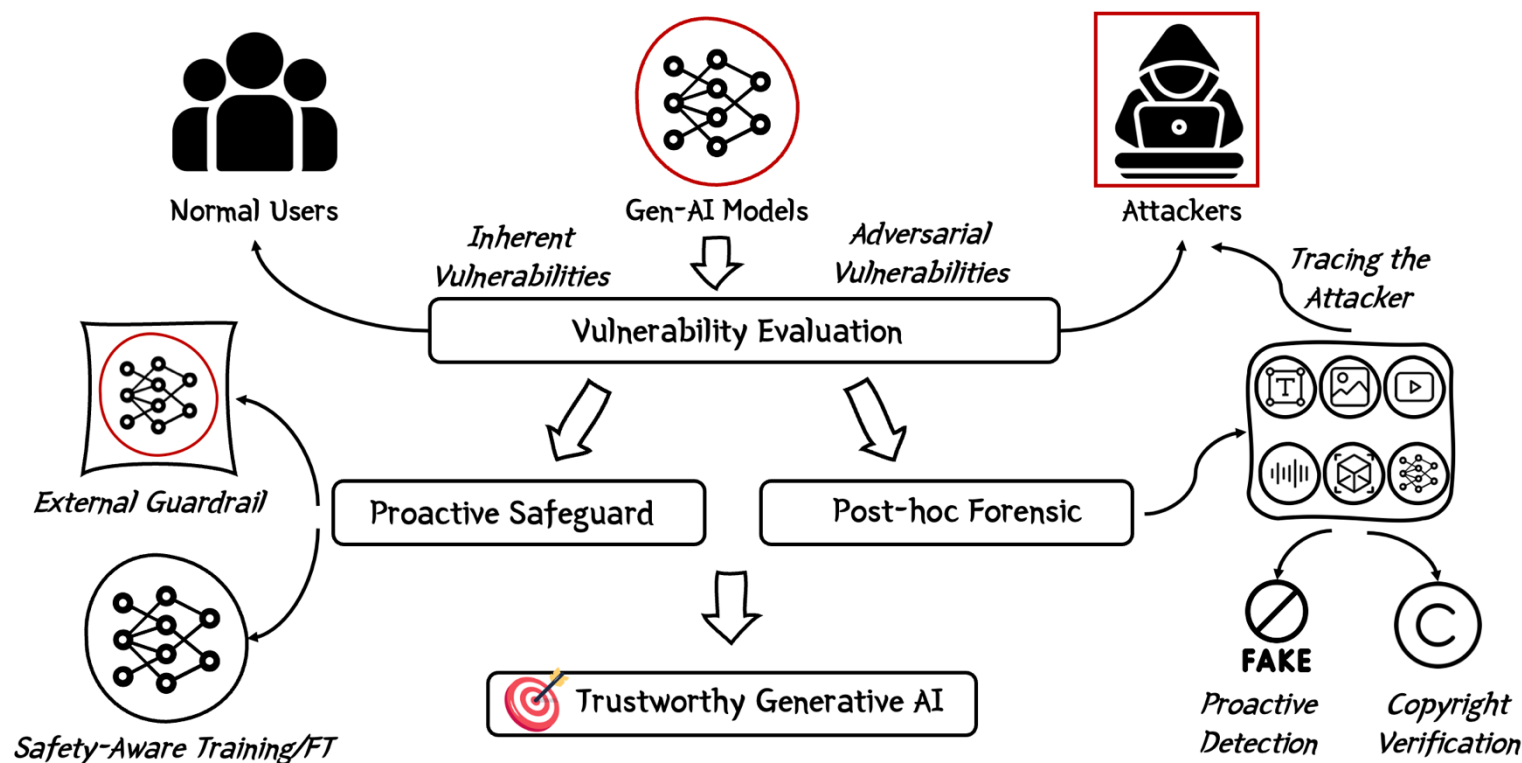 Normal Users
Gen-AI Models
Attackers
Inherent
Vulnerabilities
Adversarial
Vulnerabilities
Tracing the
Attacker
Vulnerability Evaluation
T
External Guardrail
Proactive Safeguard
Post-hoc Forensic
C
FAKE
Trustworthy Generative AI
Proactive
Detection
Copyright
Verification
Safety-Aware Training/FT